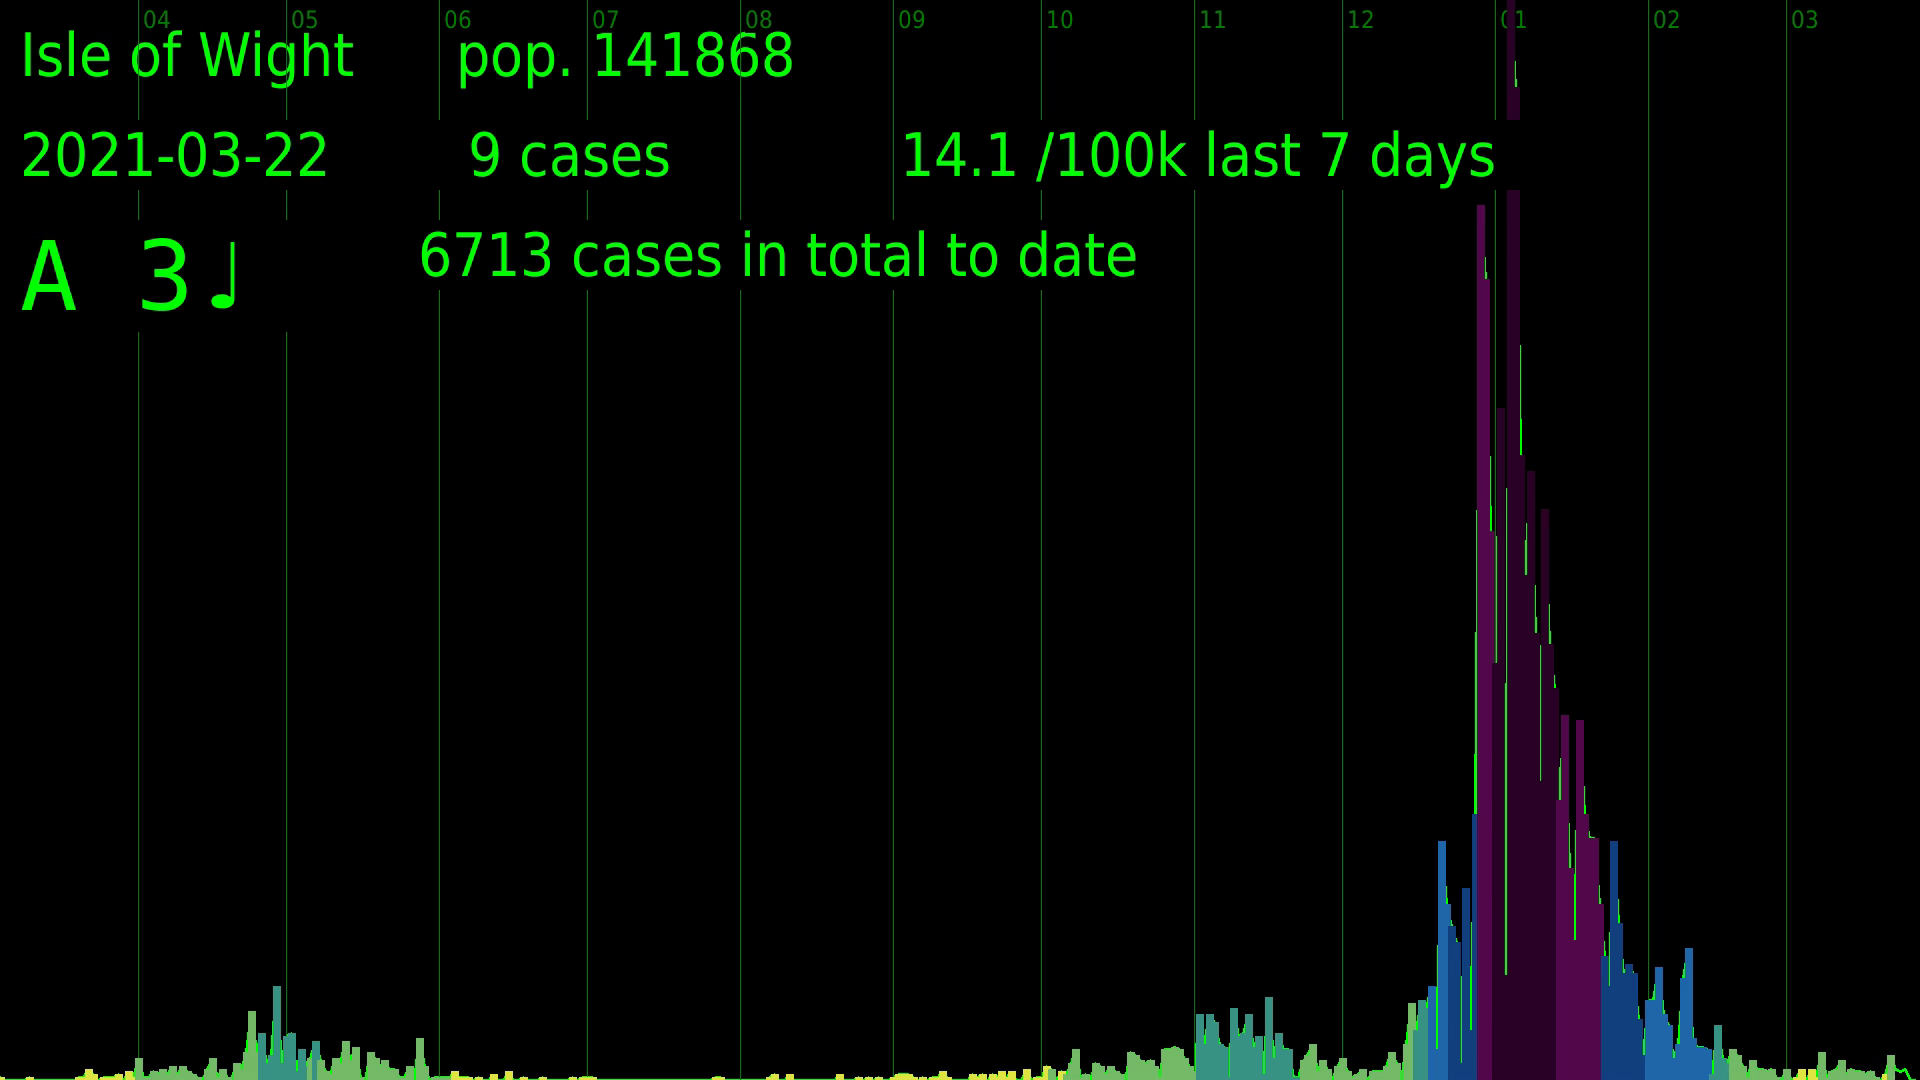 04 05 06 07 08 09 10 11 12 01 02 03
Isle of Wight pop. 141868
2021-03-22 9 cases 14.1 /100k last 7 days
A 3♩ 6713 cases in total to date